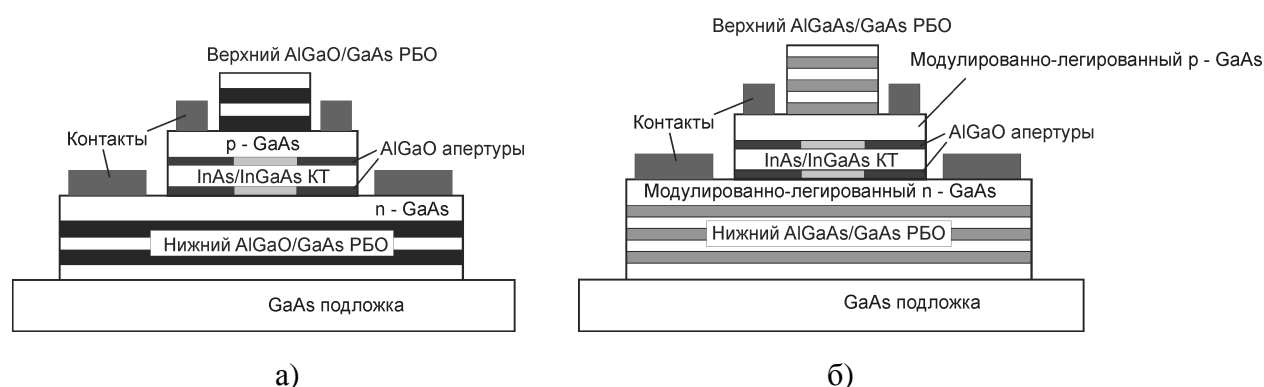 Верхний AlGaO/GaAs РБО
Контакты
p - GaAs
AlGaO апертуры
InAs/InGaAs КТ
n - GaAs
Нижний AlGaO/GaAs РБО
GaAs подложка
а)
Верхний AlGaAs/GaAs РБО
Модулированно-легированный p - GaAs
Контакты
AlGaO апертуры
InAs/InGaAs КТ
Модулированно-легированный n - GaAs
Нижний AlGaAs/GaAs РБО
GaAs подложка
б)